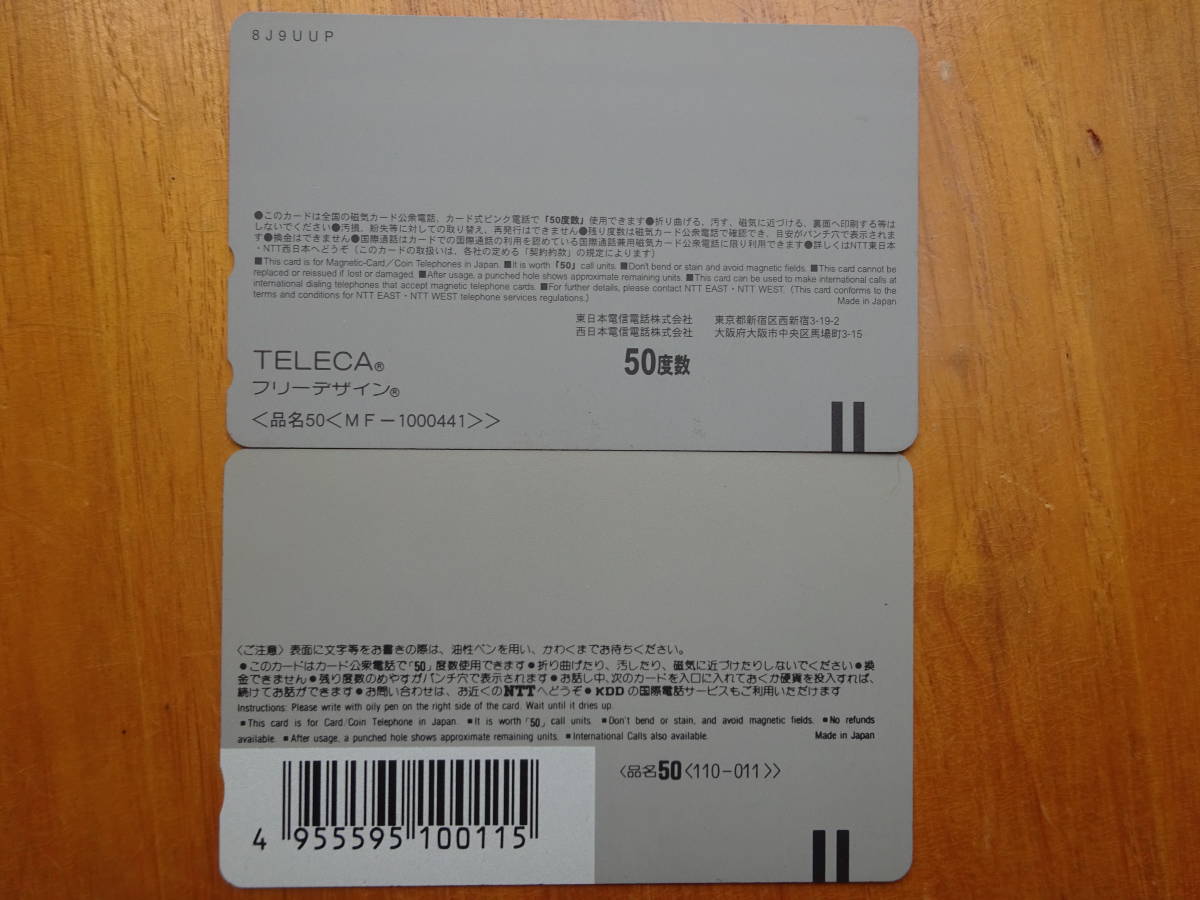 8J9UUP
●このカードは全国の磁気カード公衆電話、カード式ピンク電話で「50度数」使用できます●折り曲げる、汚す、磁気に近づける、裏面へ印刷する等は
しないでください●汚損、紛失等に対しての取り替え、再発行はできません●残り度数は磁気カード公衆電話で確認でき、目安がパンチ穴で表示されま
す●換金はできません●国際通話はカードでの国際通話の利用を認めている国際通話兼用磁気カード公衆電話に限り利用できます●詳しくはNTT東日本
・NTT西日本へどうぞ（このカードの取扱いは、各社の定める「契約約款」の規定によります）
■This card is for Magnetic-Card／Coin Telephones in Japan. ■It is worth「50」call units. ■Don't bend or stain and avoid magnetic fields. ■This card cannot be
replaced or reissued if lost or damaged. ■After usage, a punched hole shows approximate remaining units. ■This card can be used to make international calls at
international dialing telephones that accept magnetic telephone cards. ■For further details, please contact NTT EAST・NTT WEST. (This card conforms to the
terms and conditions for NTT EAST・NTT WEST telephone services regulations.) Made in Japan
東日本電信電話株式会社 東京都新宿区西新宿3-19-2
西日本電信電話株式会社 大阪府大阪市中央区馬場町3-15
TELECA® 50度数
フリーデザイン®
＜品名50＜MF－1000441＞＞
〈ご注意〉表面に文字等をお書きの際は、油性ペンを用い、かわくまでお待ちください。
●このカードはカード公衆電話で「50」度数使用できます●折り曲げたり、汚したり、磁気に近づけたりしないでください●換
金できません●残り度数のめやすがパンチ穴で表示されます●お話し中、次のカードを入口に入れておくか硬貨を投入すれば、
続けてお話ができます●お問い合わせは、お近くのNTTへどうぞ●KDDの国際電話サービスもご利用いただけます
Instructions: Please write with oily pen on the right side of the card. Wait until it dries up.
■This card is for Card/Coin Telephone in Japan. ■It is worth「50」call units. ■Don't bend or stain, and avoid magnetic fields. ■No refunds
available. ■After usage, a punched hole shows approximate remaining units. ■International Calls also available. Made in Japan
〈品名50〈110-011〉〉
4 955595 100115